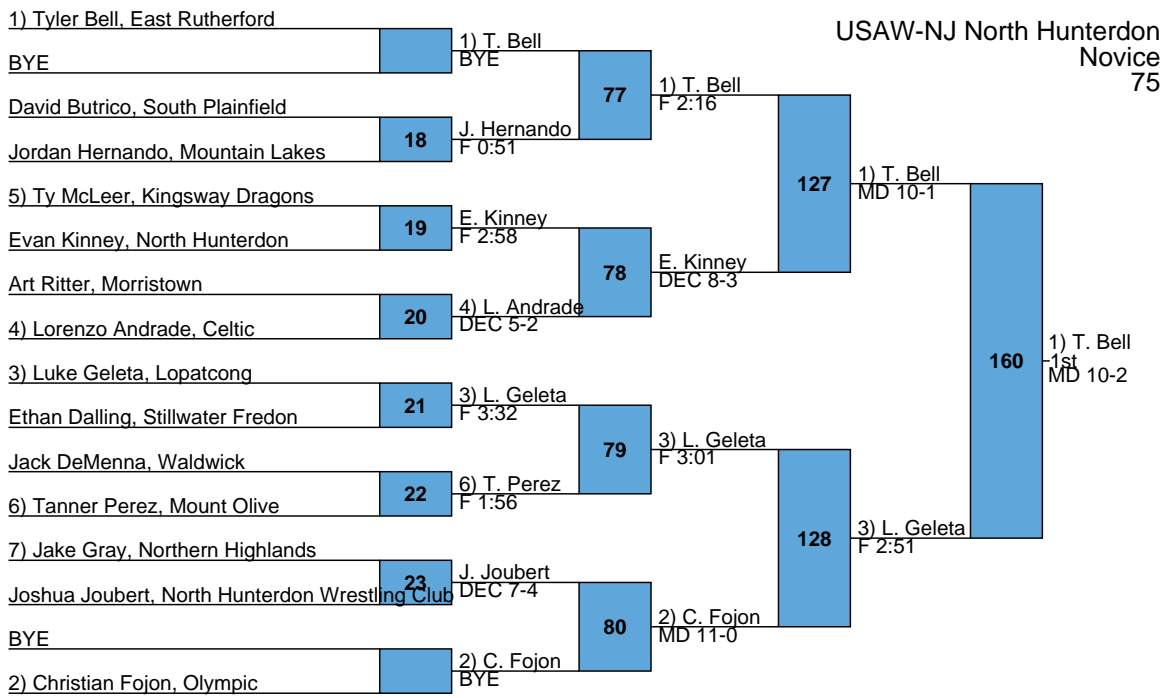 USAW-NJ North Hunterdon
Novice
75
1) Tyler Bell, East Rutherford
BYE
David Butrico, South Plainfield
18
Jordan Hernando, Mountain Lakes
5) Ty McLeer, Kingsway Dragons
19
Evan Kinney, North Hunterdon
Art Ritter, Morristown
20
4) Lorenzo Andrade, Celtic
3) Luke Geleta, Lopatcong
21
Ethan Dalling, Stillwater Fredon
Jack DeMenna, Waldwick
22
6) Tanner Perez, Mount Olive
7) Jake Gray, Northern Highlands
23
Joshua Joubert, North Hunterdon Wrestling Club
BYE
2) Christian Fojon, Olympic
1) T. Bell
BYE
77
J. Hernando
F 0:51
E. Kinney
F 2:58
78
4) L. Andrade
DEC 5-2
3) L. Geleta
F 3:32
79
6) T. Perez
F 1:56
J. Joubert
DEC 7-4
80
2) C. Fojon
BYE
1) T. Bell
F 2:16
127
E. Kinney
DEC 8-3
3) L. Geleta
F 3:01
128
2) C. Fojon
MD 11-0
1) T. Bell
MD 10-1
160
3) L. Geleta
F 2:51
1) T. Bell
1st
MD 10-2